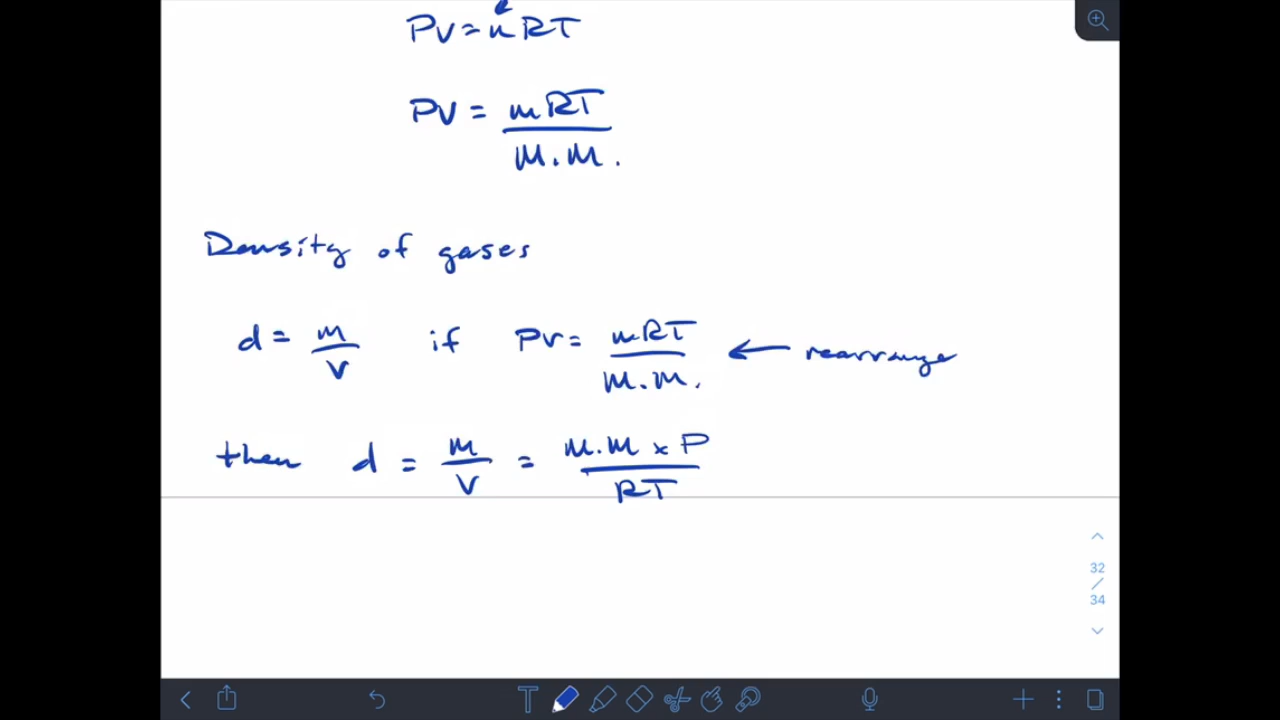 PV = nRT
PV = mRT / M.M.
Density of gases
d = m / V if PV = mRT / M.M. ← rearrange
then d = m / V = M.M x P / RT
32
/
34
T